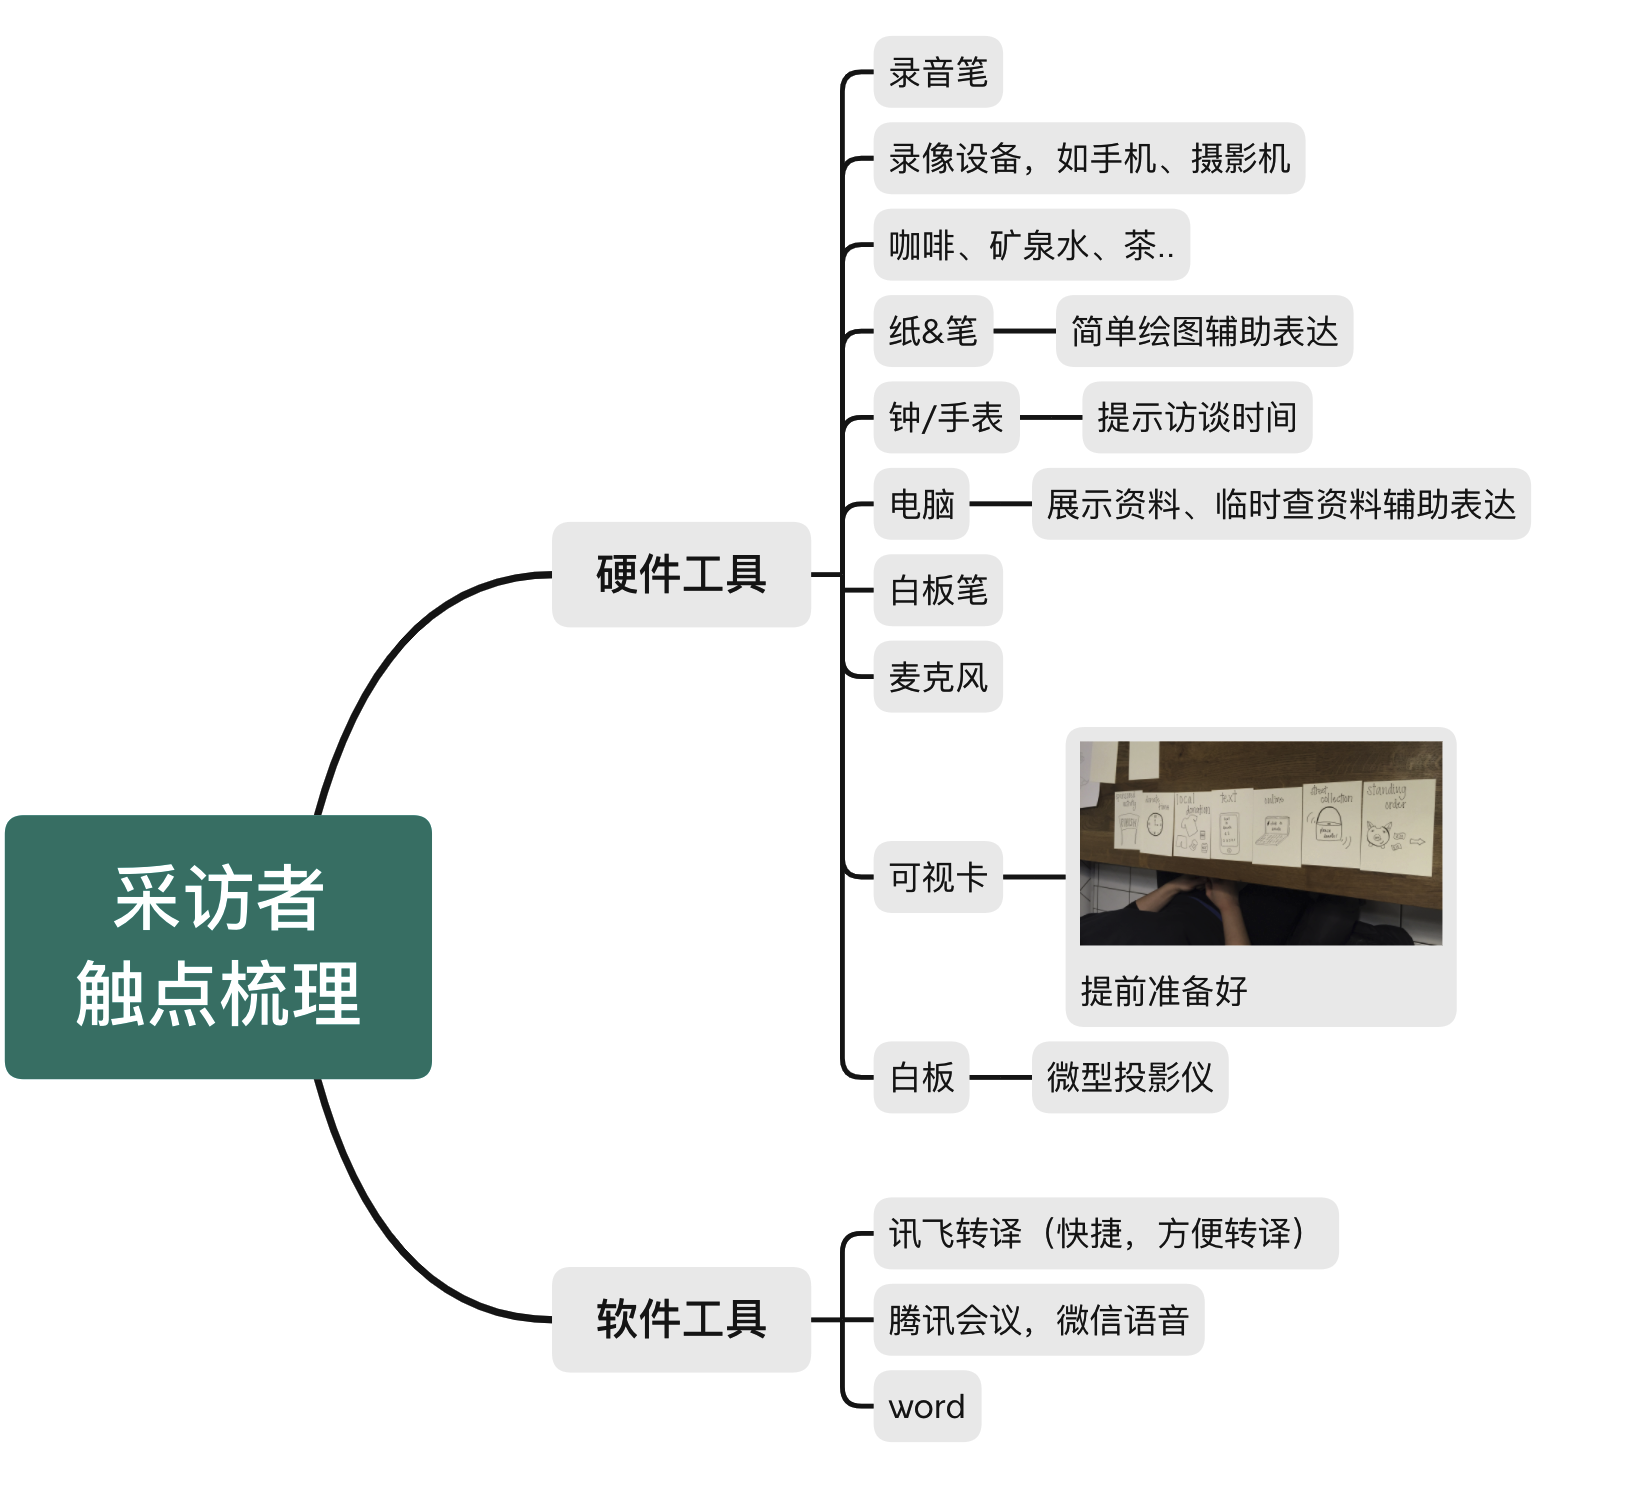 采访者
触点梳理
硬件工具
录音笔
录像设备，如手机、摄影机
咖啡、矿泉水、茶..
纸&笔
简单绘图辅助表达
钟/手表
提示访谈时间
电脑
展示资料、临时查资料辅助表达
白板笔
麦克风
可视卡
local
donation
text
online
street
collection
standing
order
提前准备好
白板
微型投影仪
软件工具
讯飞转译（快捷，方便转译）
腾讯会议，微信语音
word